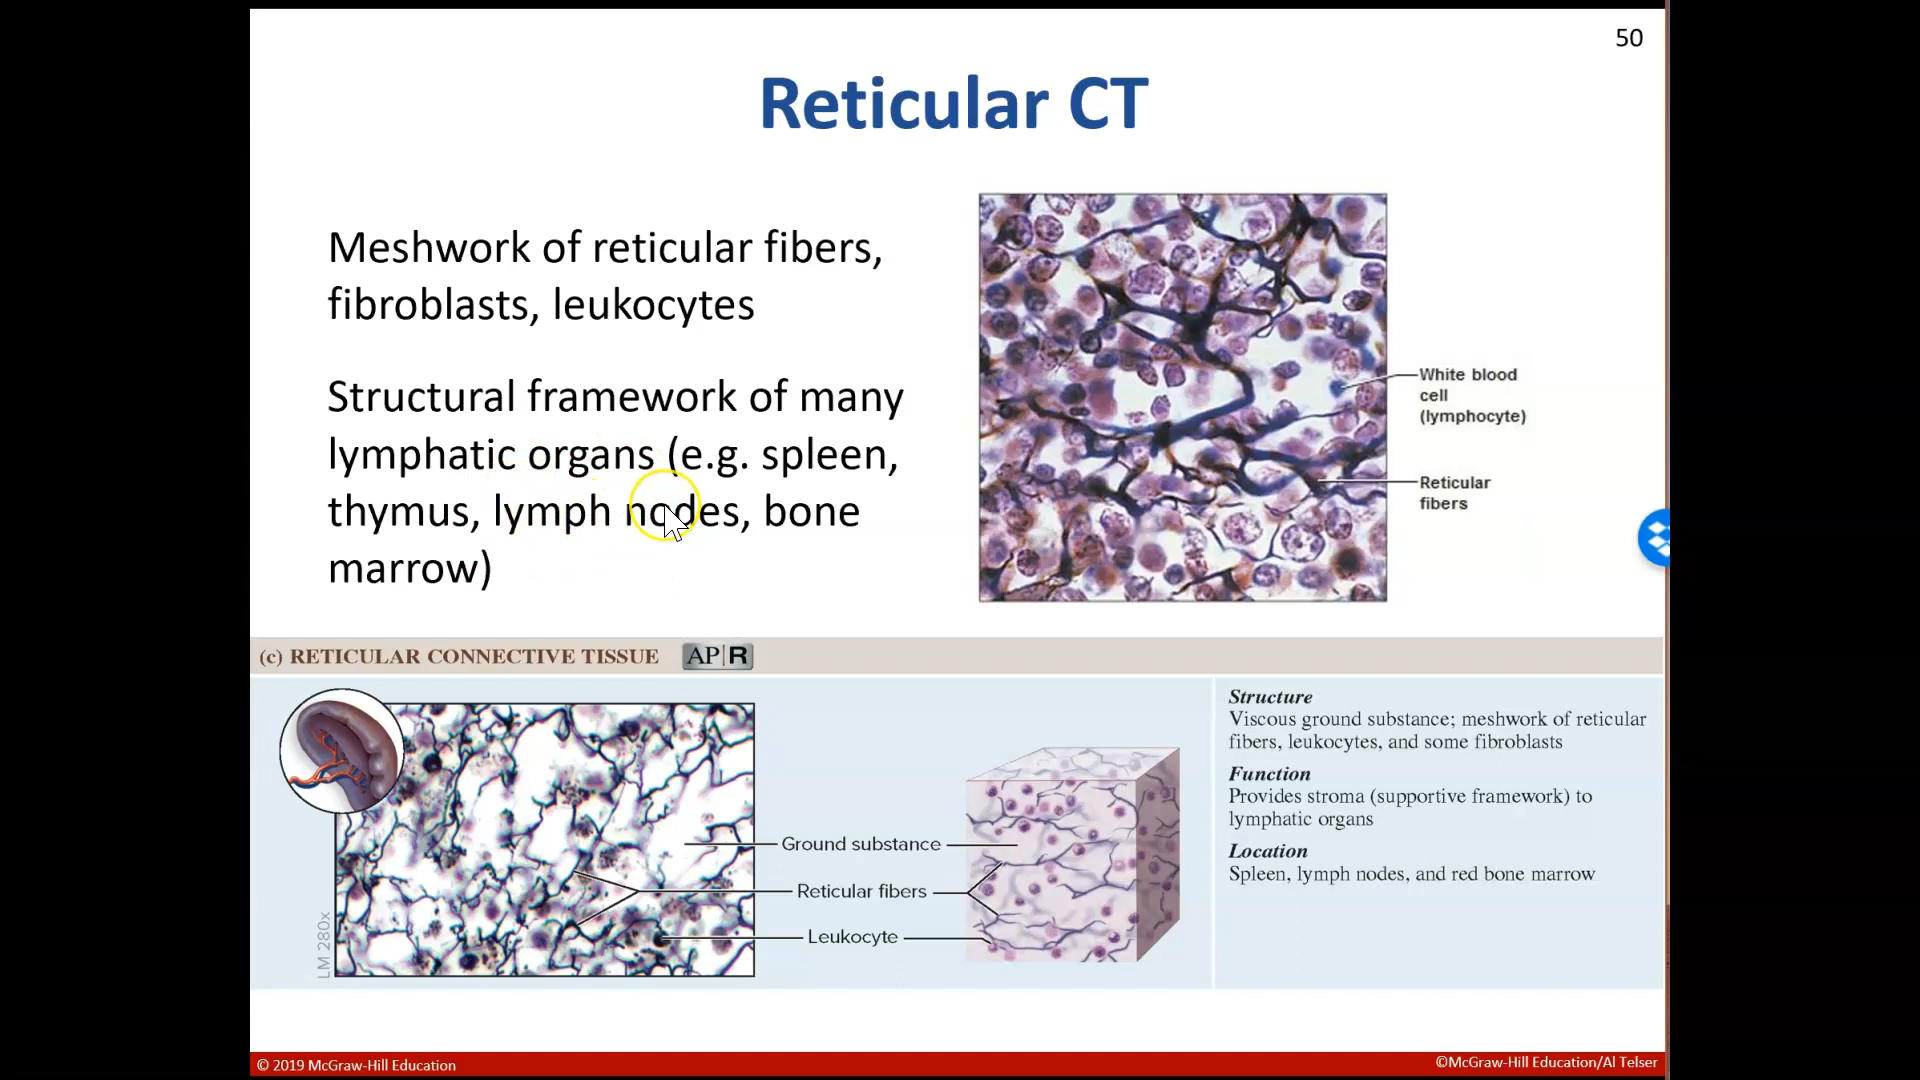 50
Reticular CT
Meshwork of reticular fibers,
fibroblasts, leukocytes
Structural framework of many
lymphatic organs (e.g. spleen,
thymus, lymph nodes, bone
marrow)
White blood
cell
(lymphocyte)
Reticular
fibers
(c) RETICULAR CONNECTIVE TISSUE AP|R
LM 280x
Ground substance
Reticular fibers
Leukocyte
Structure
Viscous ground substance; meshwork of reticular
fibers, leukocytes, and some fibroblasts
Function
Provides stroma (supportive framework) to
lymphatic organs
Location
Spleen, lymph nodes, and red bone marrow
© 2019 McGraw-Hill Education
©McGraw-Hill Education/Al Telser